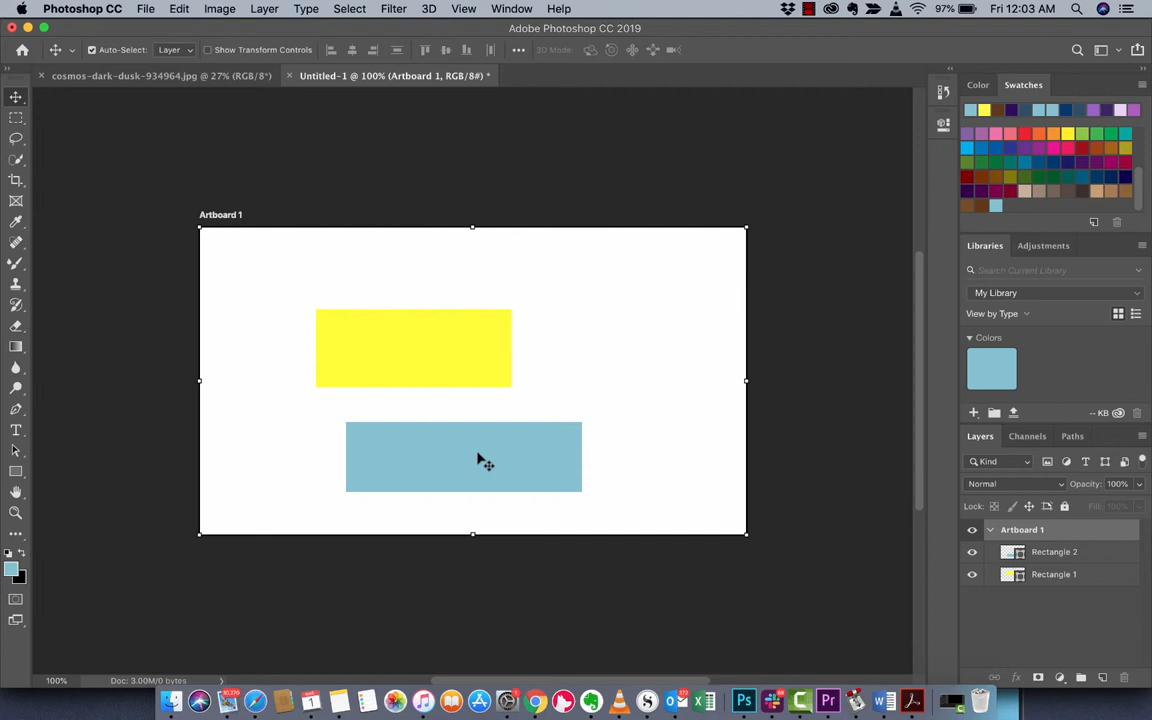 Photoshop CC File Edit Image Layer Type Select Filter 3D View Window Help 97% Fri 12:03 AM
Adobe Photoshop CC 2019
Auto-Select: Layer Show Transform Controls 3D Mode:
cosmos-dark-dusk-934964.jpg @ 27% (RGB/8*) Untitled-1 @ 100% (Artboard 1, RGB/8#) *
Color Swatches
Artboard 1
Libraries Adjustments
Search Current Library
My Library
View by Type
Colors
-- KB
Layers Channels Paths
Kind
Normal Opacity: 100%
Lock: Fill: 100%
Artboard 1
Rectangle 2
Rectangle 1
100% Doc: 3.00M/0 bytes